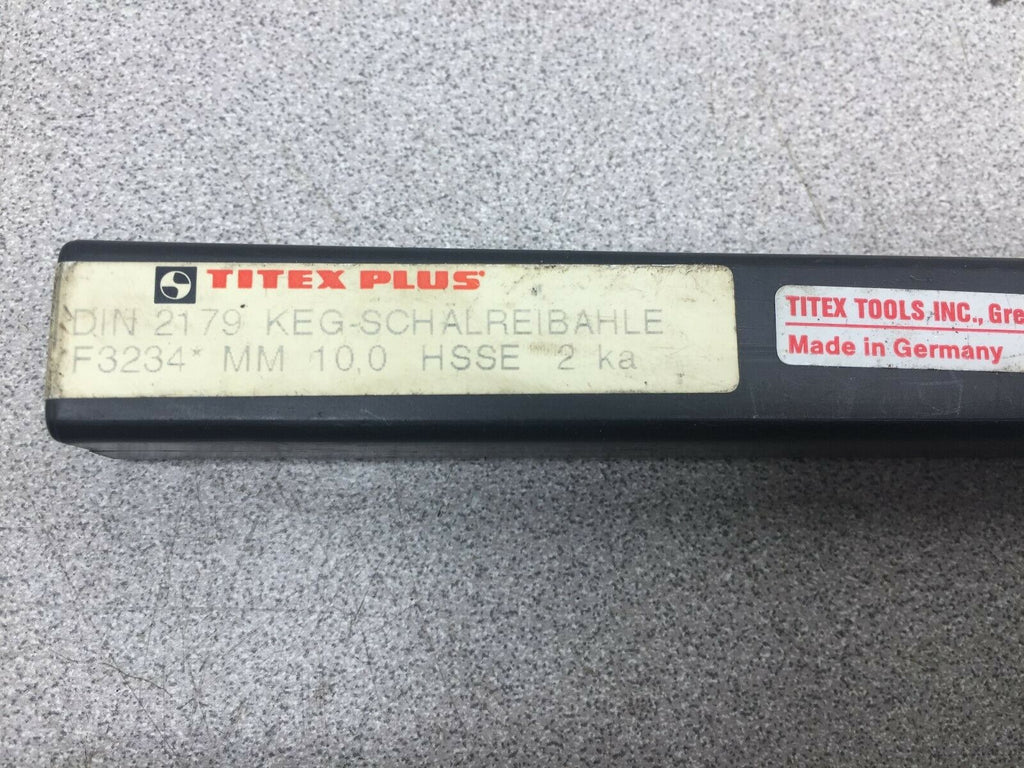 TITEX PLUS
DIN 2179 KEG-SCHÄLREIBAHLE
F3234* MM 10,0 HSSE 2 ka
TITEX TOOLS, INC., Gre
Made in Germany